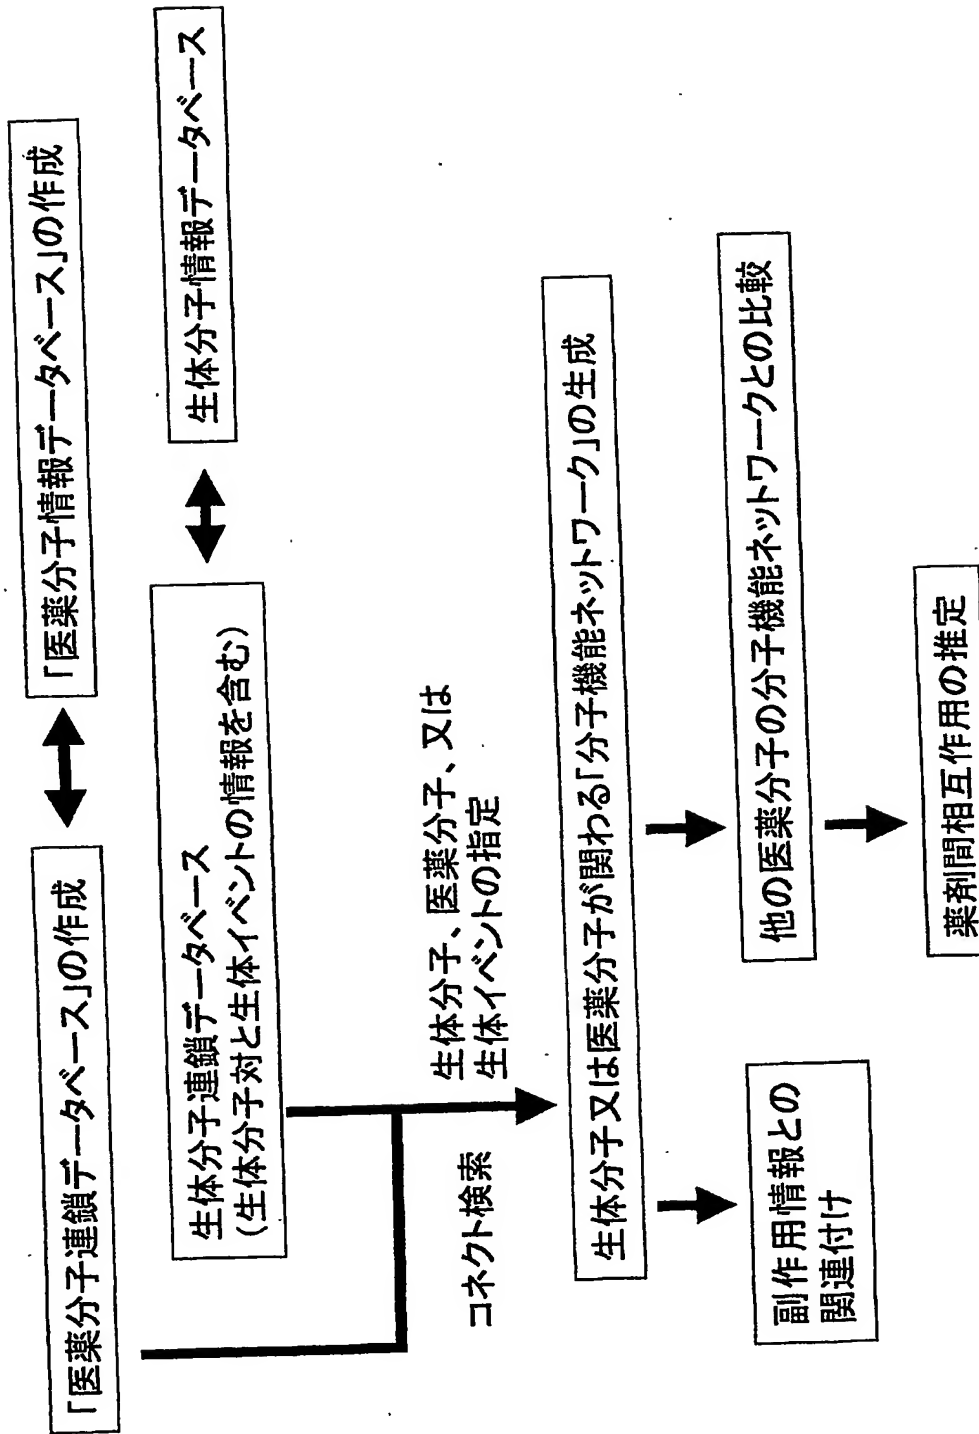 「医薬分子連鎖データベース」の作成
「医薬分子情報データベース」の作成
生体分子連鎖データベース
(生体分子対と生体イベントの情報を含む)
生体分子情報データベース
コネクト検索
生体分子、医薬分子、又は
生体イベントの指定
生体分子又は医薬分子が関わる「分子機能ネットワーク」の生成
副作用情報との
関連付け
他の医薬分子の分子機能ネットワークとの比較
薬剤間相互作用の推定